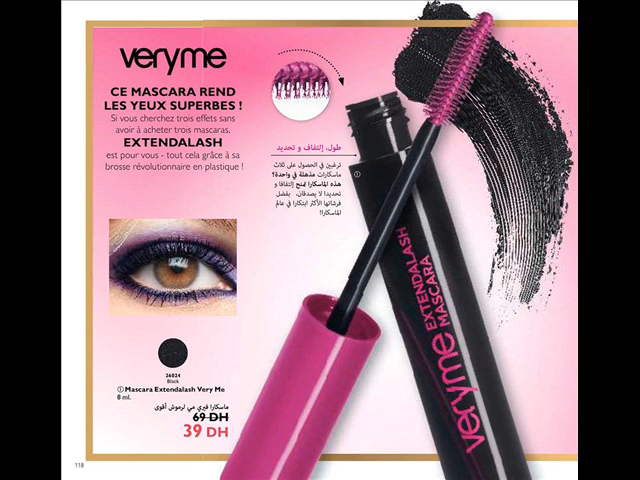 veryme
CE MASCARA REND
LES YEUX SUPERBES !
Si vous cherchez trois effets sans
avoir à acheter trois mascaras,
EXTENDALASH
est pour vous - tout cela grâce à sa
brosse révolutionnaire en plastique !
طول، إلتفاف و تحديد
ترغبين في الحصول على ثلاث
ماسكارات مذهلة في واحدة؟
هذه الماسكارا تمنح إلتفافا و
تحديدا لا يصدقان، بفضل
فرشاتها الأكثر ابتكارا في عالم
الماسكارا!
①
veryme EXTENDALASH
MASCARA
26024
Black
① Mascara Extendalash Very Me
8 ml.
ماسكارا فيري مي لرموش أقوى
69 DH
39 DH
118